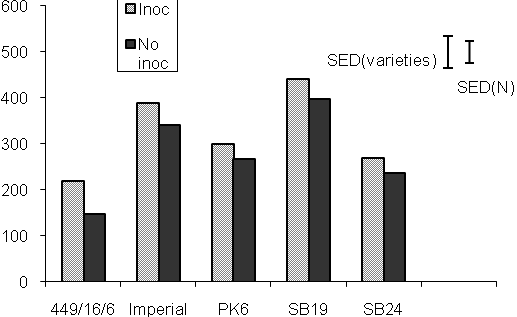 600
500
400
300
200
100
0
Inoc
No
inoc
SED(varieties)
SED(N)
449/16/6 Imperial PK6 SB19 SB24